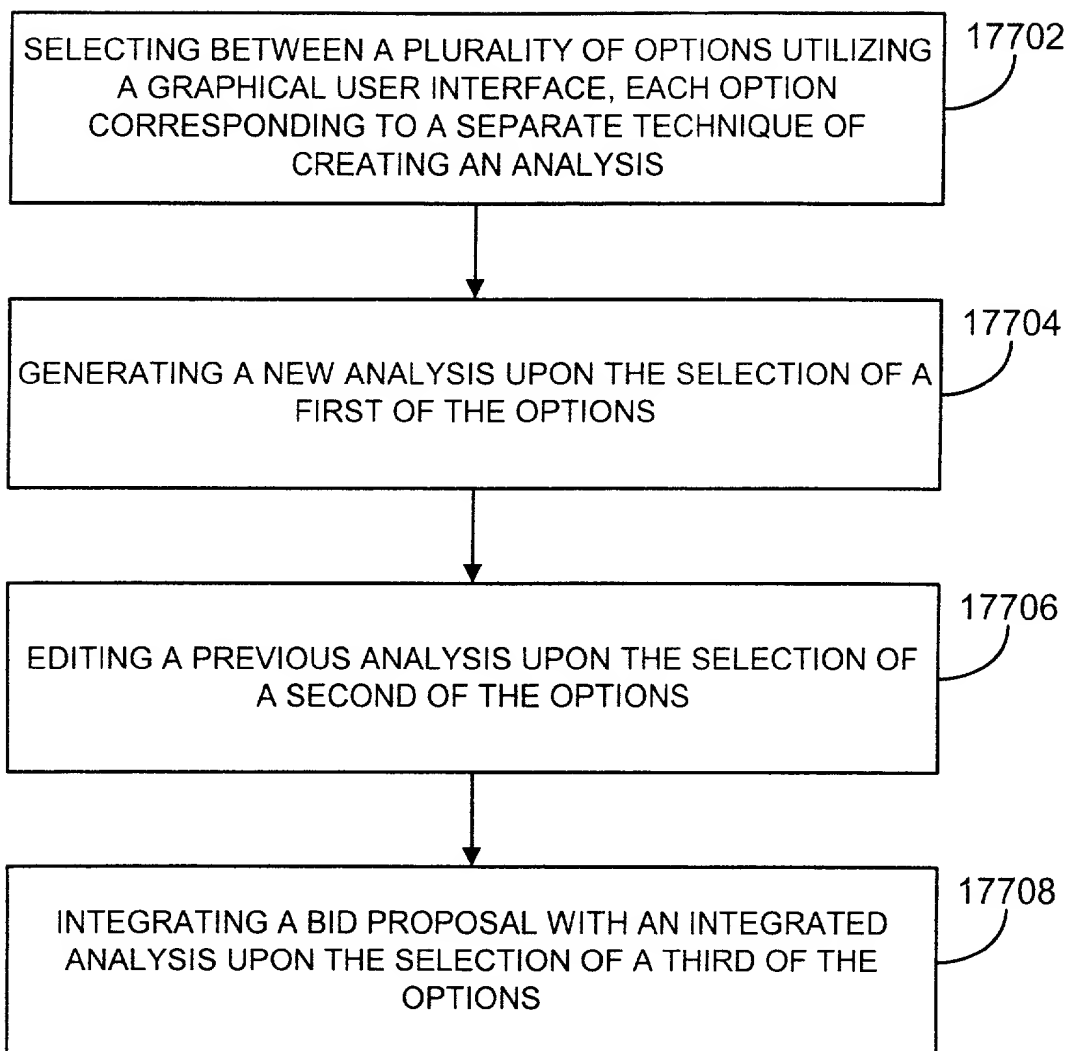 SELECTING BETWEEN A PLURALITY OF OPTIONS UTILIZING
A GRAPHICAL USER INTERFACE, EACH OPTION
CORRESPONDING TO A SEPARATE TECHNIQUE OF
CREATING AN ANALYSIS
17702
GENERATING A NEW ANALYSIS UPON THE SELECTION OF A
FIRST OF THE OPTIONS
17704
EDITING A PREVIOUS ANALYSIS UPON THE SELECTION OF
A SECOND OF THE OPTIONS
17706
INTEGRATING A BID PROPOSAL WITH AN INTEGRATED
ANALYSIS UPON THE SELECTION OF A THIRD OF THE
OPTIONS
17708